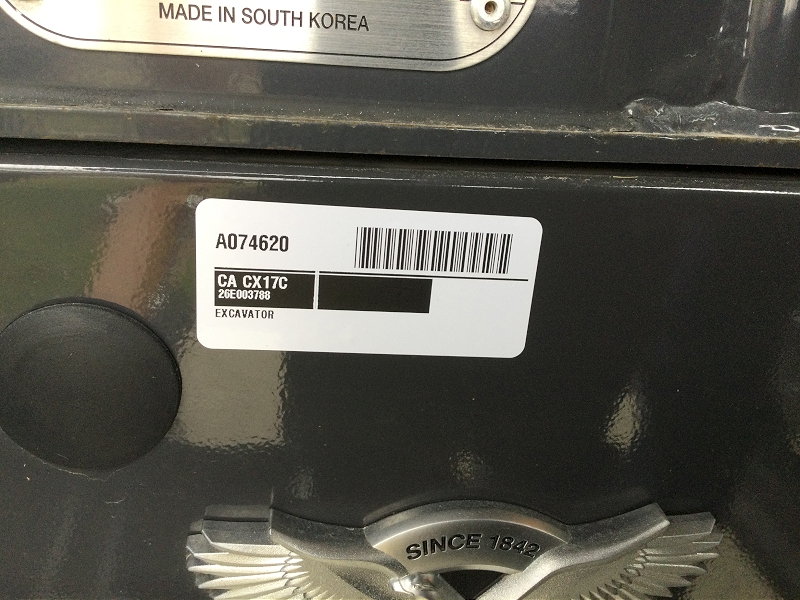 MADE IN SOUTH KOREA
A074620
CA CX17C
26E003788
EXCAVATOR
SINCE 1842